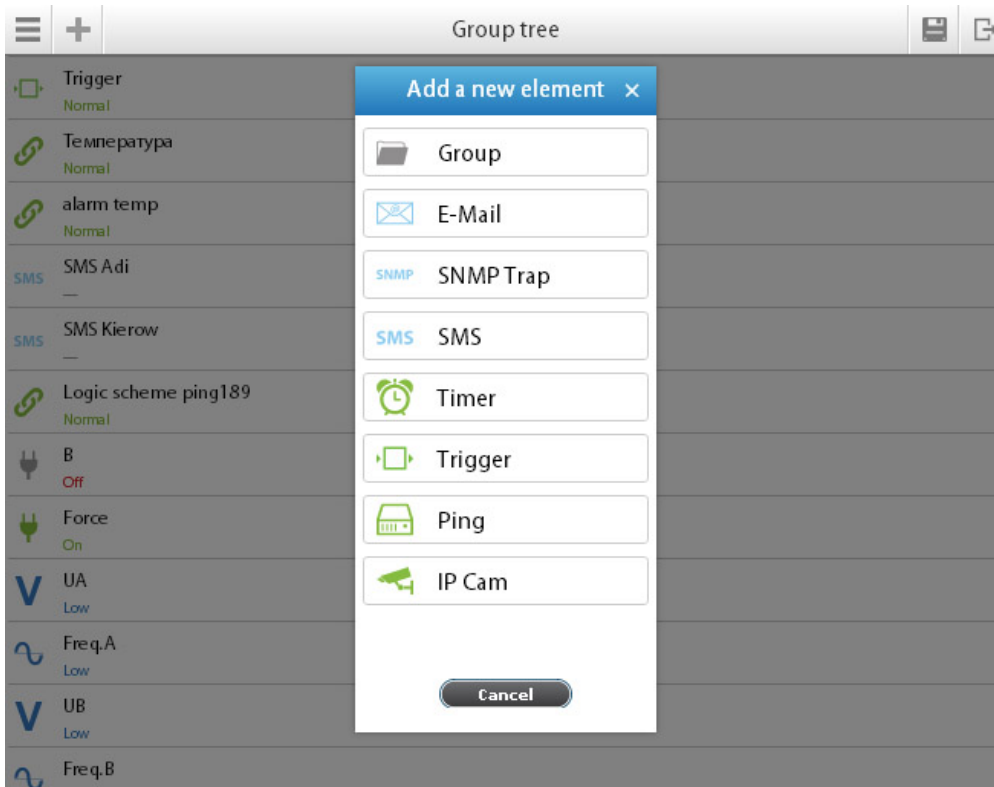 Group tree
Trigger
Normal
Температура
Normal
alarm temp
Normal
SMS
SMS Adi
—
SMS
SMS Kierow
—
Logic scheme ping189
Normal
B
Off
Force
On
V
UA
Low
Freq.A
Low
V
UB
Low
Freq.B
Add a new element ×
Group
@ E-Mail
SNMP SNMP Trap
SMS SMS
Timer
Trigger
Ping
IP Cam
Cancel